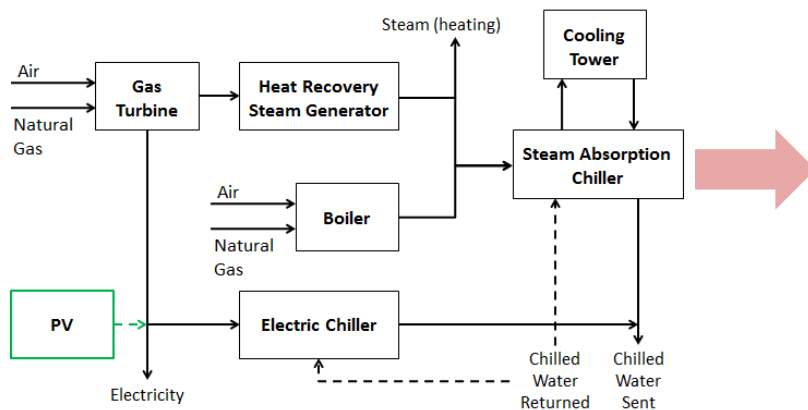 Steam (heating)
Cooling
Tower
Air
Gas
Turbine
Heat Recovery
Steam Generator
Natural
Gas
Steam Absorption
Chiller
Air
Boiler
Natural
Gas
PV
Electric Chiller
Electricity
Chilled
Water
Returned
Chilled
Water
Sent